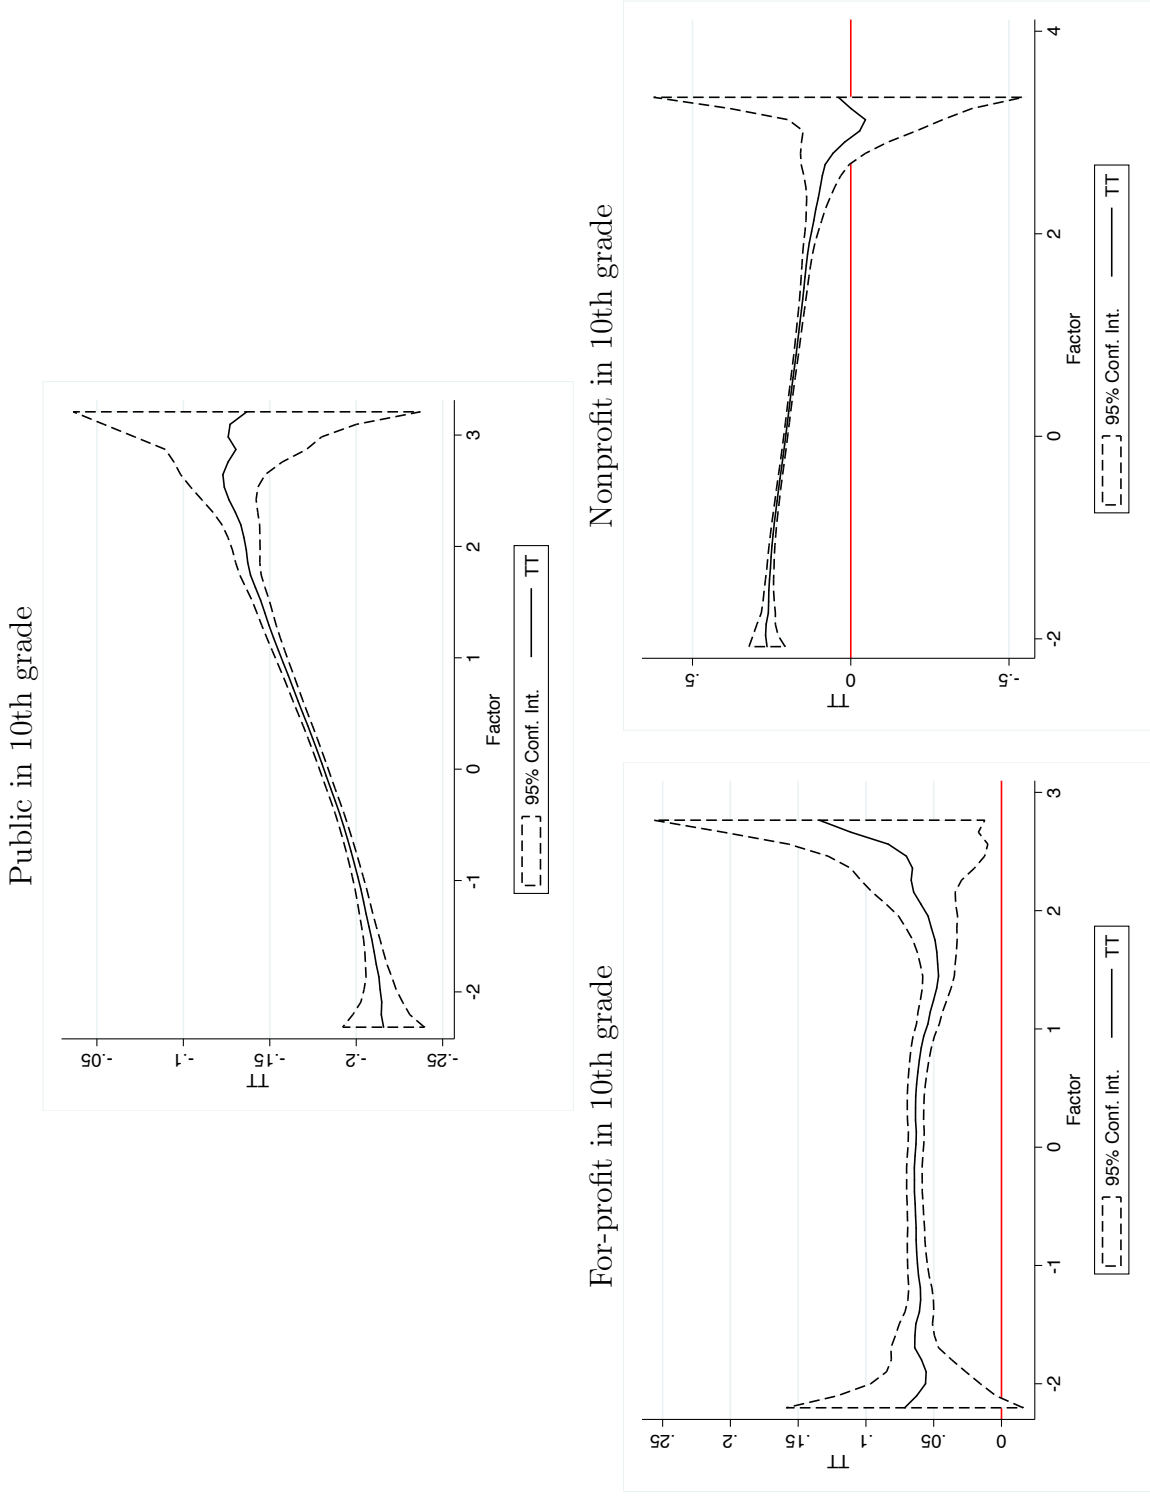 Public in 10th grade
TT
-.05
-.1
-.15
-.2
-.25
-2
-1
0
1
2
3
Factor
95% Conf. Int.
TT
For-profit in 10th grade
TT
.25
.2
.15
.1
.05
0
-2
-1
0
1
2
3
Factor
95% Conf. Int.
TT
Nonprofit in 10th grade
TT
.5
0
-.5
-2
0
2
4
Factor
95% Conf. Int.
TT